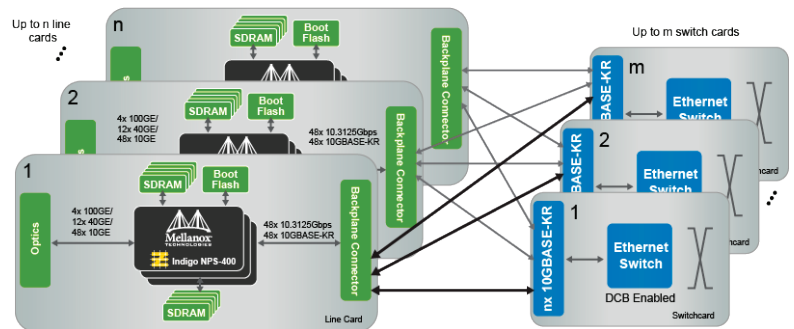 Up to n line
cards
n
SDRAM
Boot
Flash
Backplane Connector
2
4x 100GE/
12x 40GE/
48x 10GE
SDRAM
Boot
Flash
48x 10.3125Gbps
48x 10GBASE-KR
Backplane Connector
1
Optics
4x 100GE/
12x 40GE/
48x 10GE
SDRAM
Boot
Flash
Mellanox
TECHNOLOGIES
Indigo NPS-400
48x 10.3125Gbps
48x 10GBASE-KR
Backplane Connector
SDRAM
Line Card
Up to m switch cards
m
BASE-KR
Ethernet
Switch
card
2
BASE-KR
Ethernet
Switch
card
1
nx 10GBASE-KR
Ethernet
Switch
DCB Enabled
Switchcard